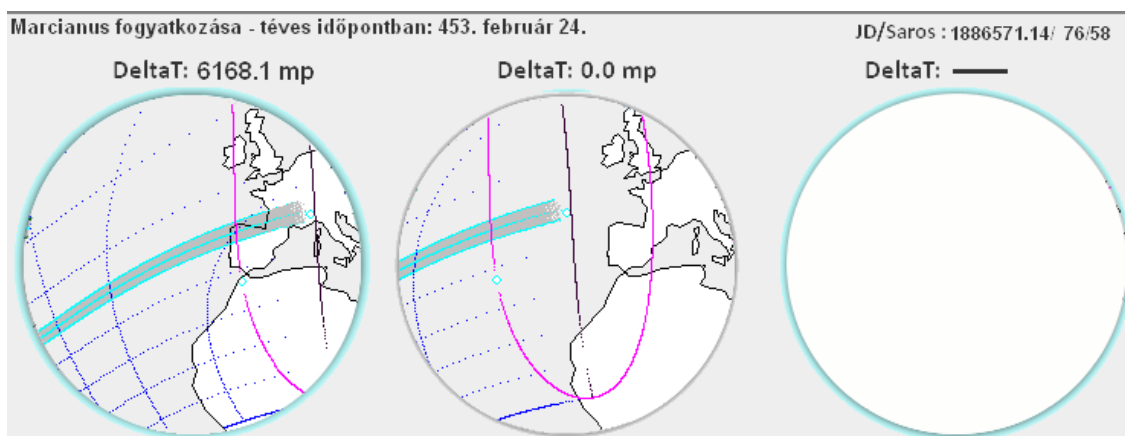 Marcianus fogyatkozása - téves időpontban: 453. február 24.
JD/Saros : 1886571.14/ 76/58
DeltaT: 6168.1 mp
DeltaT: 0.0 mp
DeltaT: